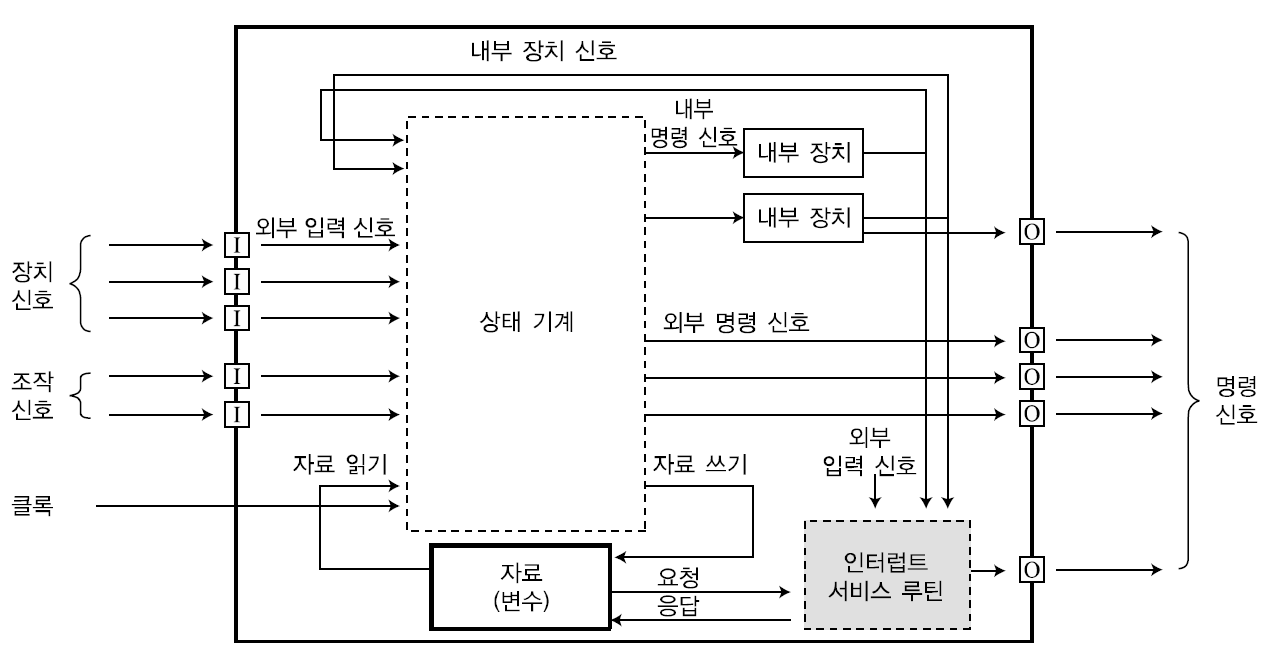 내부 장치 신호
내부
명령 신호
내부 장치
내부 장치
외부 입력 신호
장치
신호
I
I
I
상태 기계
외부 명령 신호
O
O
O
O
조작
신호
I
I
명령
신호
외부
입력 신호
자료 읽기
자료 쓰기
클록
자료
(변수)
요청
응답
인터럽트
서비스 루틴
O